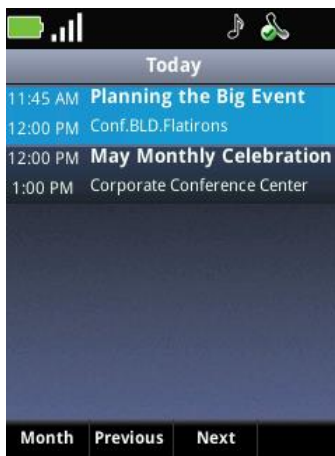 Today
11:45 AM Planning the Big Event
12:00 PM Conf.BLD.Flatirons
12:00 PM May Monthly Celebration
1:00 PM Corporate Conference Center
Month Previous Next